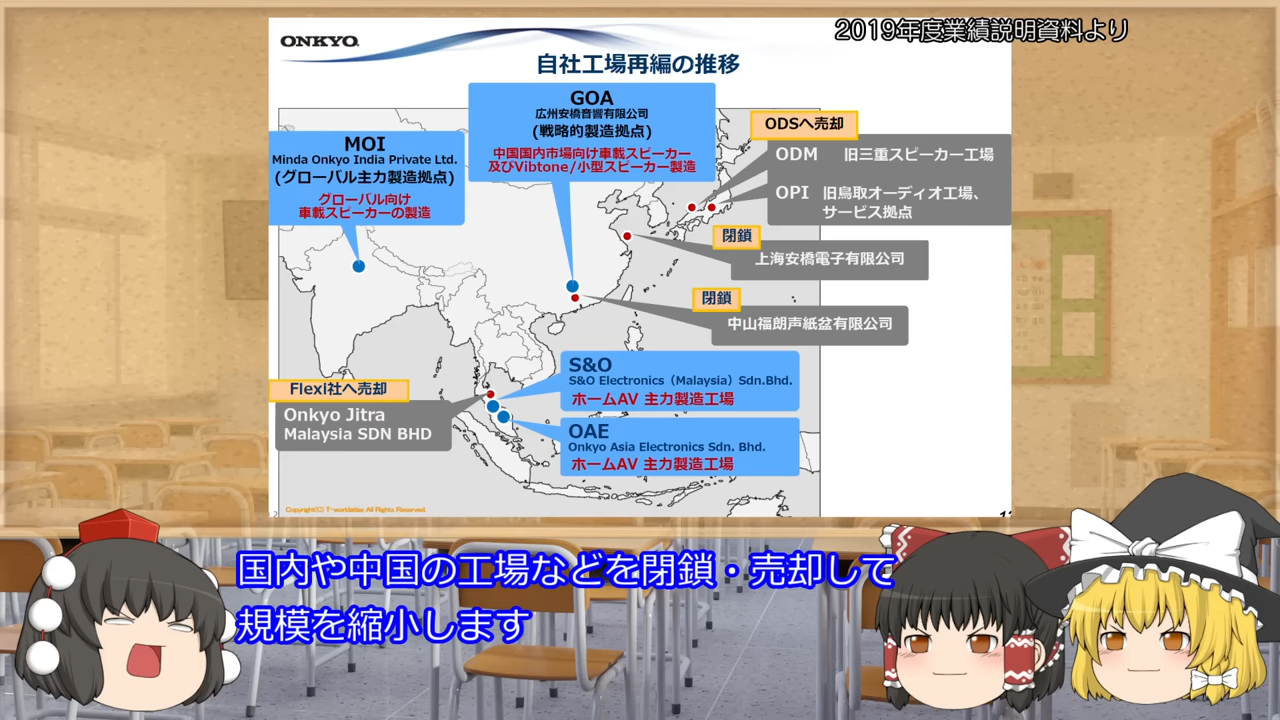 2019年度業績説明資料より
ONKYO
自社工場再編の推移
GOA
広州安橋音響有限公司
(戦略的製造拠点)
中国国内市場向け車載スピーカー
及びVibtone/小型スピーカー製造
MOI
Minda Onkyo India Private Ltd.
(グローバル主力製造拠点)
グローバル向け
車載スピーカーの製造
ODSへ売却
ODM 旧三重スピーカー工場
OPI 旧鳥取オーディオ工場、
サービス拠点
閉鎖
上海安橋電子有限公司
閉鎖
中山福朗声紙盆有限公司
S&O
S&O Electronics（Malaysia）Sdn.Bhd.
ホームAV 主力製造工場
FlexI社へ売却
Onkyo Jitra
Malaysia SDN BHD
OAE
Onkyo Asia Electronics Sdn. Bhd.
ホームAV 主力製造工場
Copyright(C) T-worldatlas All Rights Reserved.
国内や中国の工場などを閉鎖・売却して
規模を縮小します